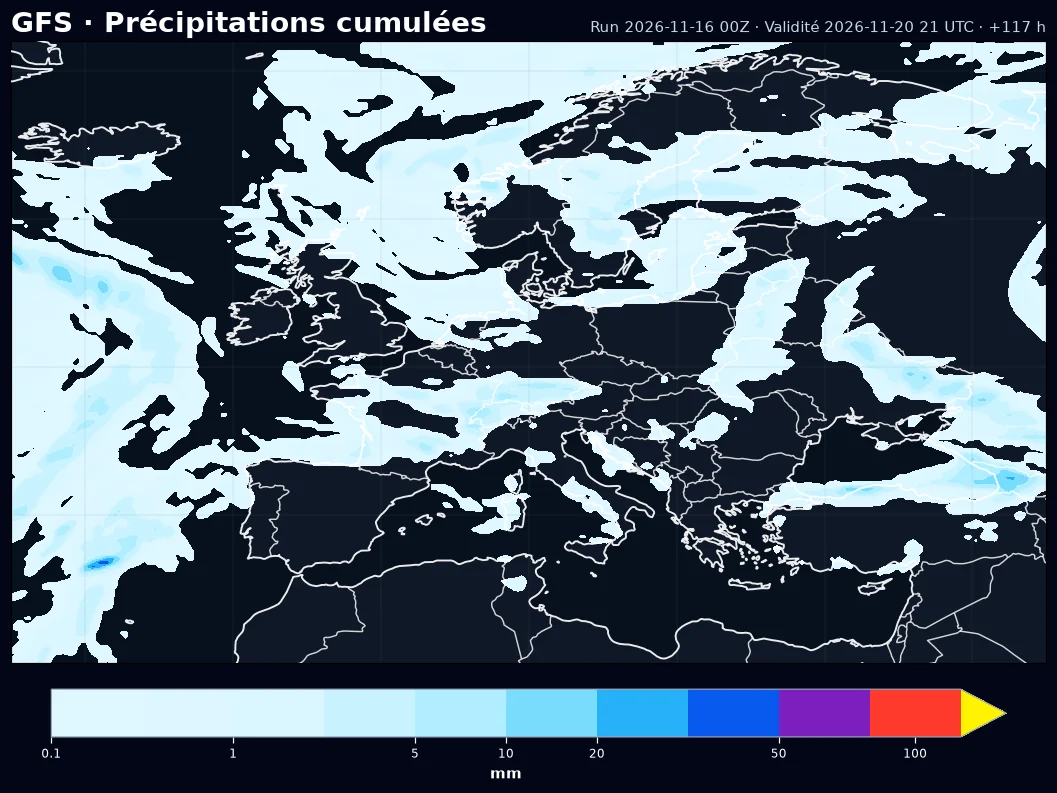 GFS · Précipitations cumulées
Run 2026-11-16 00Z · Validité 2026-11-20 21 UTC · +117 h
0.1 1 5 10 20 50 100
mm